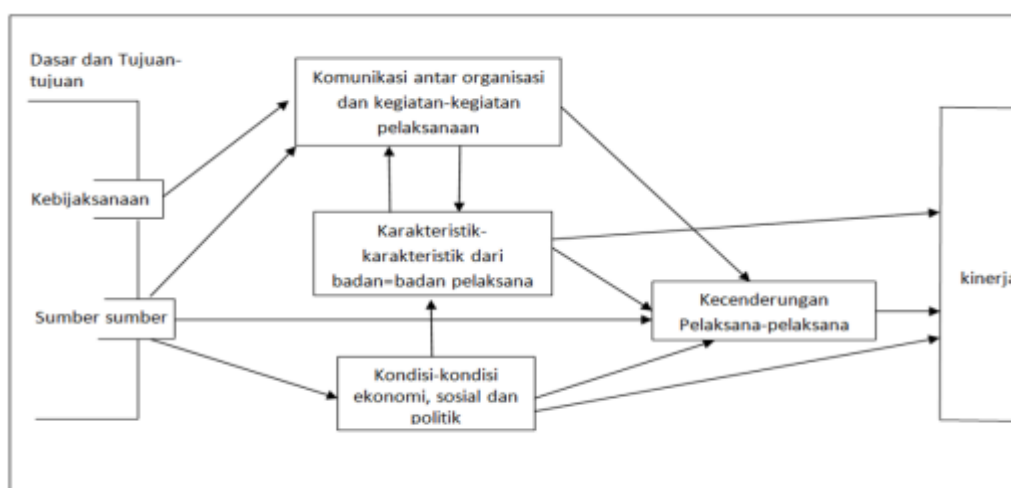 Dasar dan Tujuan-
tujuan
Kebijaksanaan
Sumber sumber
Komunikasi antar organisasi
dan kegiatan-kegiatan
pelaksanaan
Karakteristik-
karakteristik dari
badan=badan pelaksana
Kondisi-kondisi
ekonomi, sosial dan
politik
Kecenderungan
Pelaksana-pelaksana
kinerja